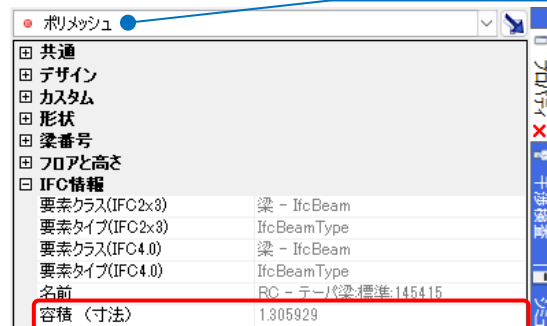 ポリメッシュ
共通
デザイン
カスタム
形状
梁番号
フロアと高さ
IFC情報
要素クラス(IFC2x3) 梁 - IfcBeam
要素タイプ(IFC2x3) IfcBeamType
要素クラス(IFC4.0) 梁 - IfcBeam
要素タイプ(IFC4.0) IfcBeamType
名前 RC - テーパ梁:標準:145415
容積 (寸法) 1.305929
プロパティ
干渉検査